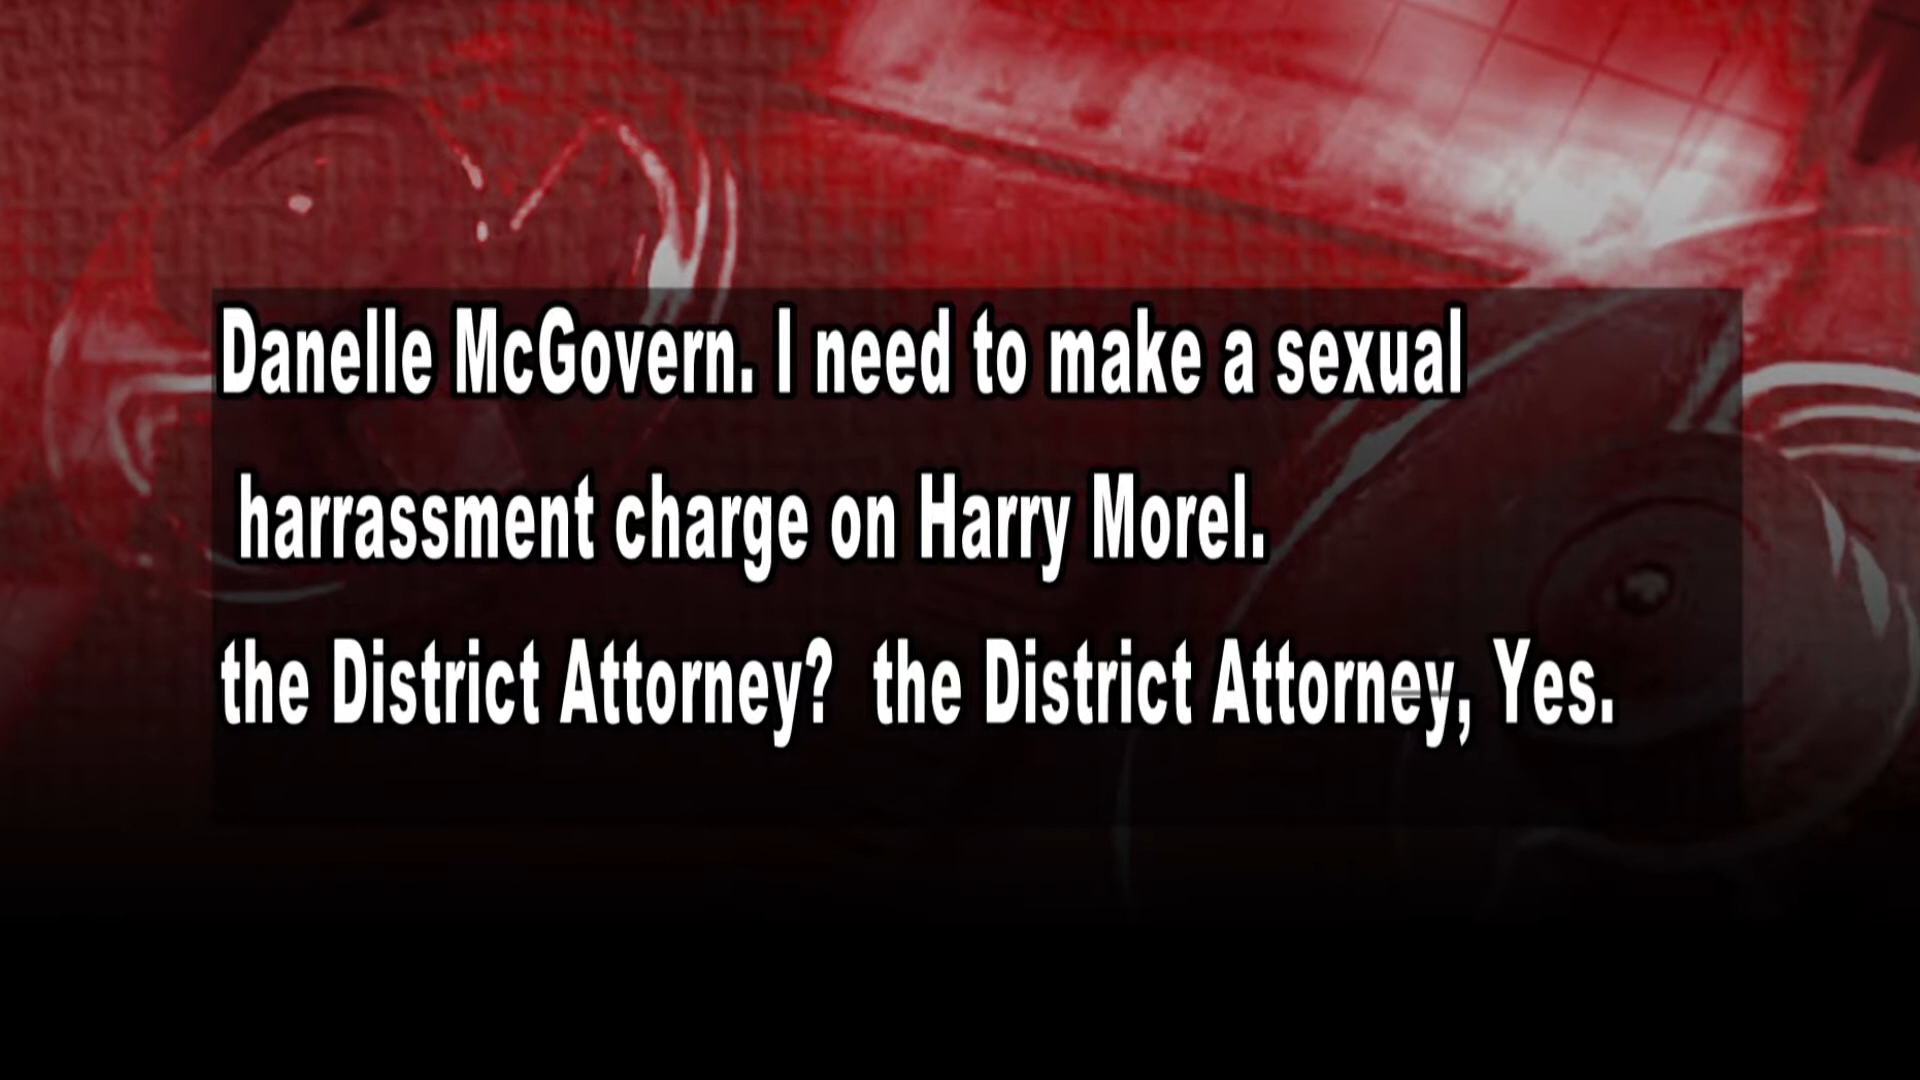 Danelle McGovern. I need to make a sexual
harrassment charge on Harry Morel.
the District Attorney?  the District Attorney, Yes.